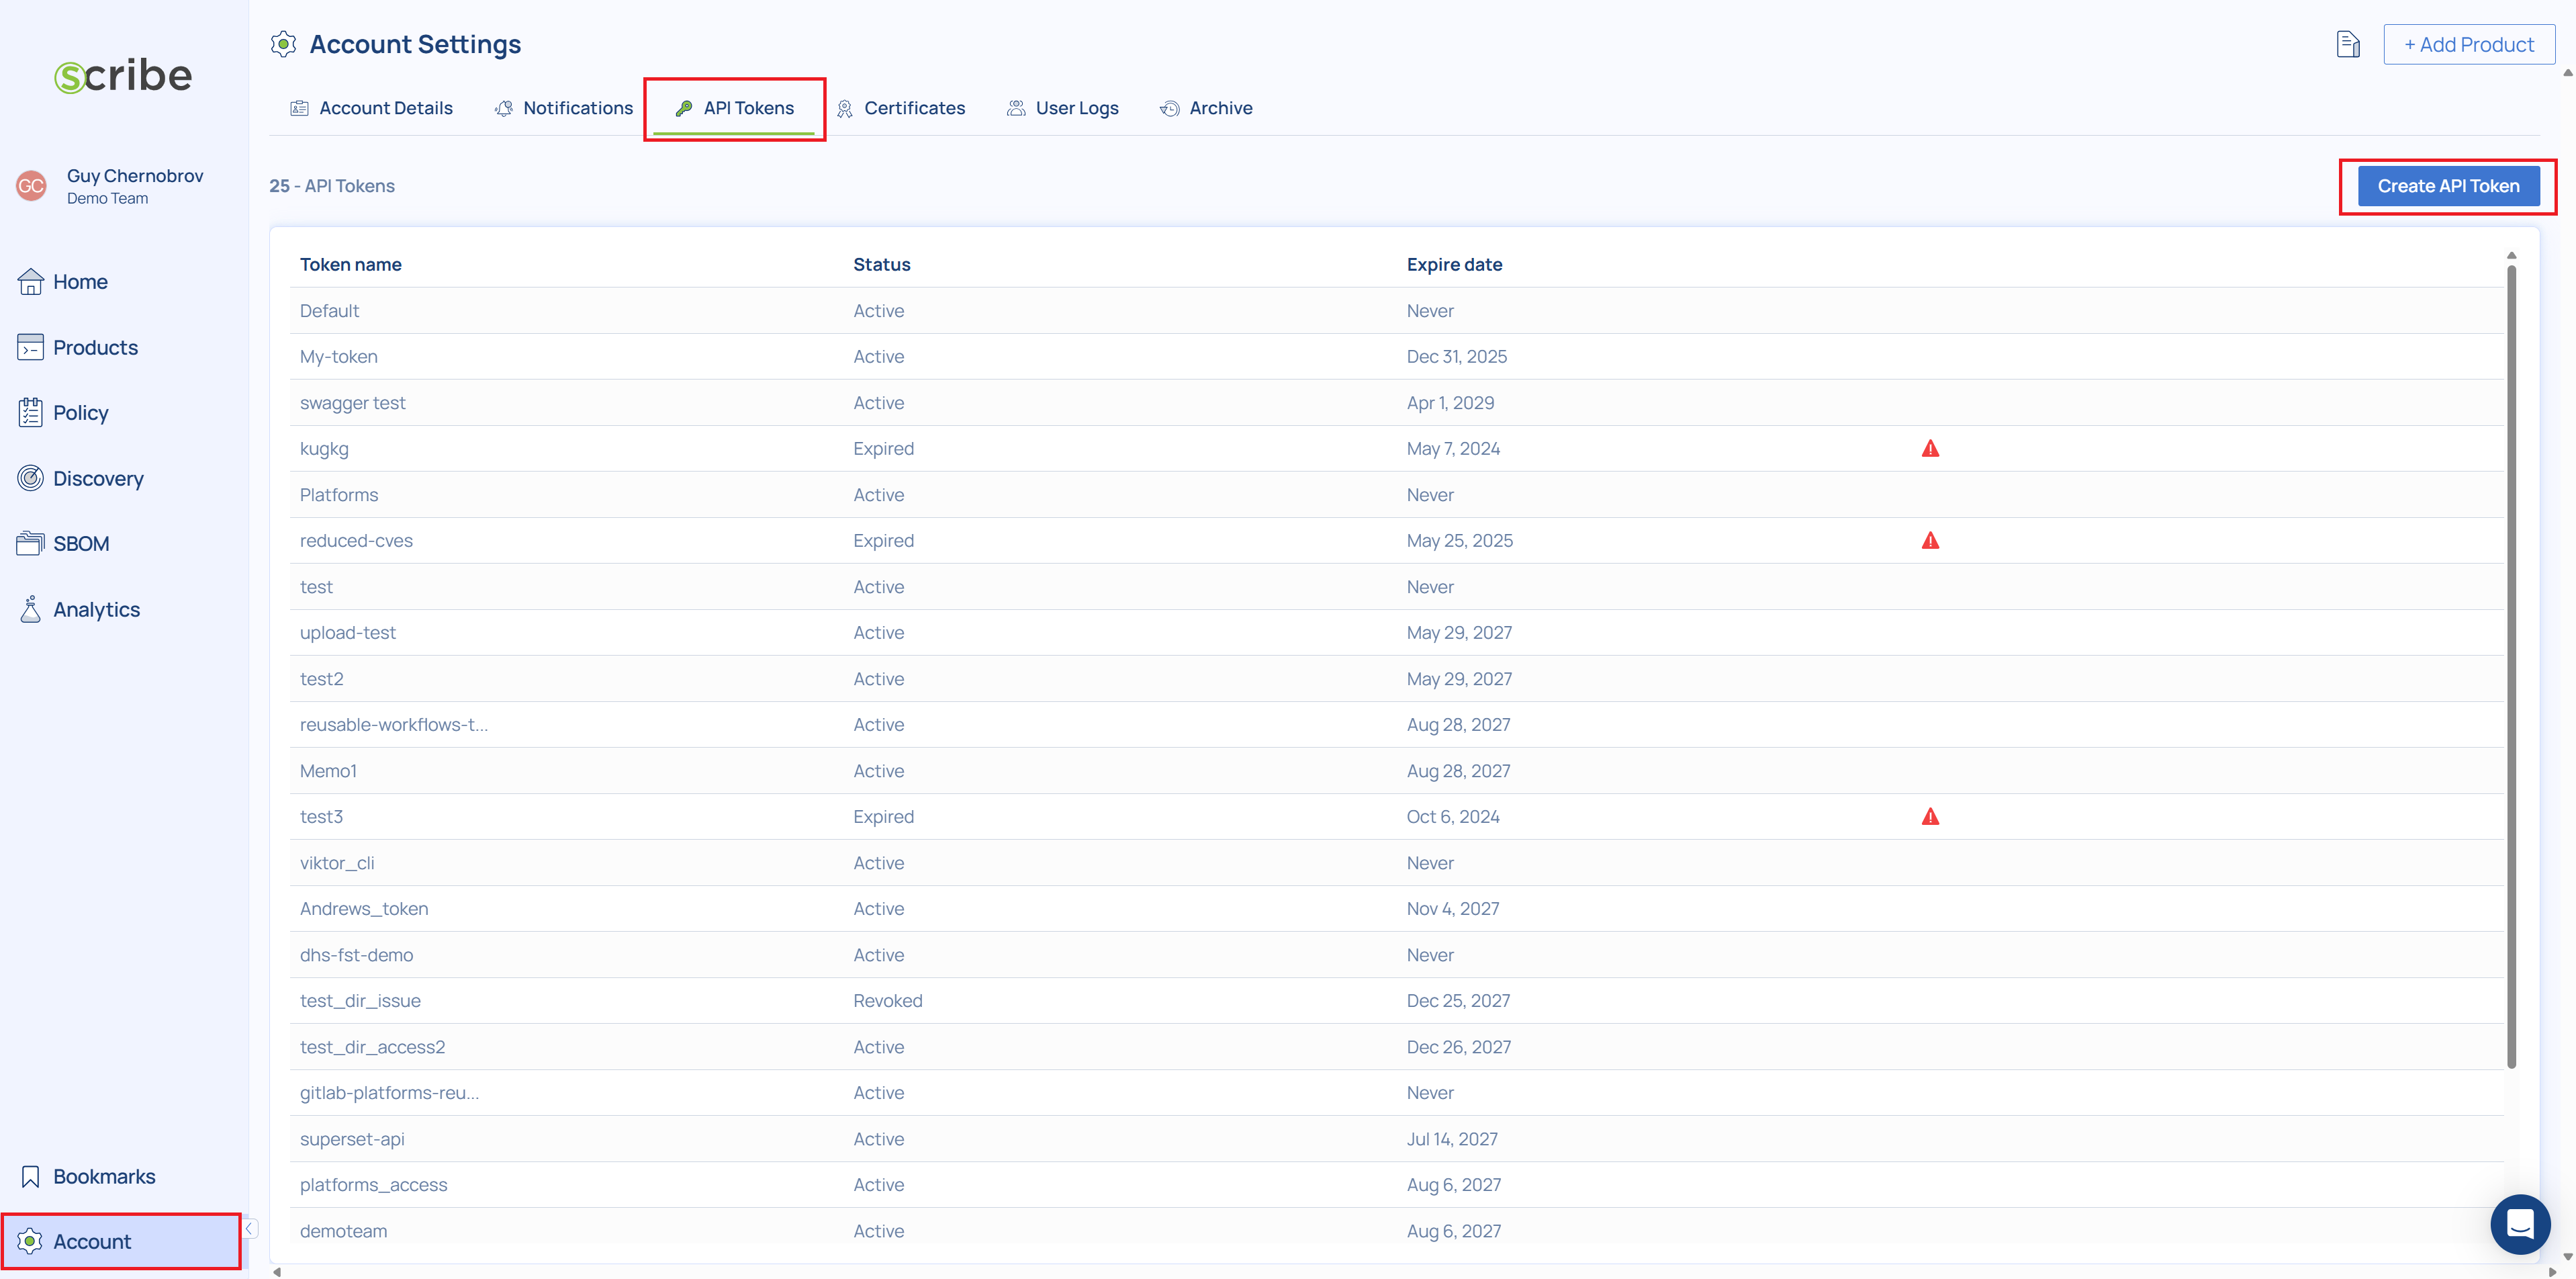 scribe
GC
Guy Chernobrov
Demo Team
Home
Products
Policy
Discovery
SBOM
Analytics
Bookmarks
Account
Account Settings
+ Add Product
Account Details Notifications API Tokens Certificates User Logs Archive
25 - API Tokens
Create API Token
Token name Status Expire date
Default Active Never
My-token Active Dec 31, 2025
swagger test Active Apr 1, 2029
kugkg Expired May 7, 2024
Platforms Active Never
reduced-cves Expired May 25, 2025
test Active Never
upload-test Active May 29, 2027
test2 Active May 29, 2027
reusable-workflows-t... Active Aug 28, 2027
Memo1 Active Aug 28, 2027
test3 Expired Oct 6, 2024
viktor_cli Active Never
Andrews_token Active Nov 4, 2027
dhs-fst-demo Active Never
test_dir_issue Revoked Dec 25, 2027
test_dir_access2 Active Dec 26, 2027
gitlab-platforms-reu... Active Never
superset-api Active Jul 14, 2027
platforms_access Active Aug 6, 2027
demoteam Active Aug 6, 2027